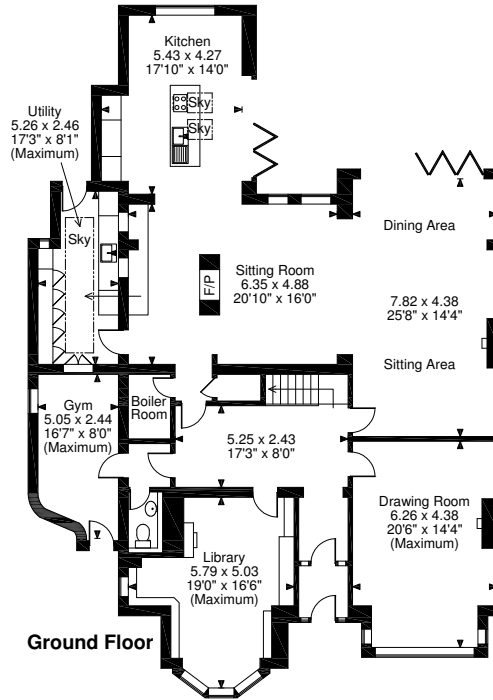 Kitchen
5.43 x 4.27
17'10" x 14'0"
Sky
Sky
Utility
5.26 x 2.46
17'3" x 8'1"
(Maximum)
Sky
Dining Area
Sitting Room
6.35 x 4.88
20'10" x 16'0"
F/P
7.82 x 4.38
25'8" x 14'4"
Sitting Area
Gym
5.05 x 2.44
16'7" x 8'0"
(Maximum)
Boiler
Room
5.25 x 2.43
17'3" x 8'0"
Drawing Room
6.26 x 4.38
20'6" x 14'4"
(Maximum)
Library
5.79 x 5.03
19'0" x 16'6"
(Maximum)
Ground Floor